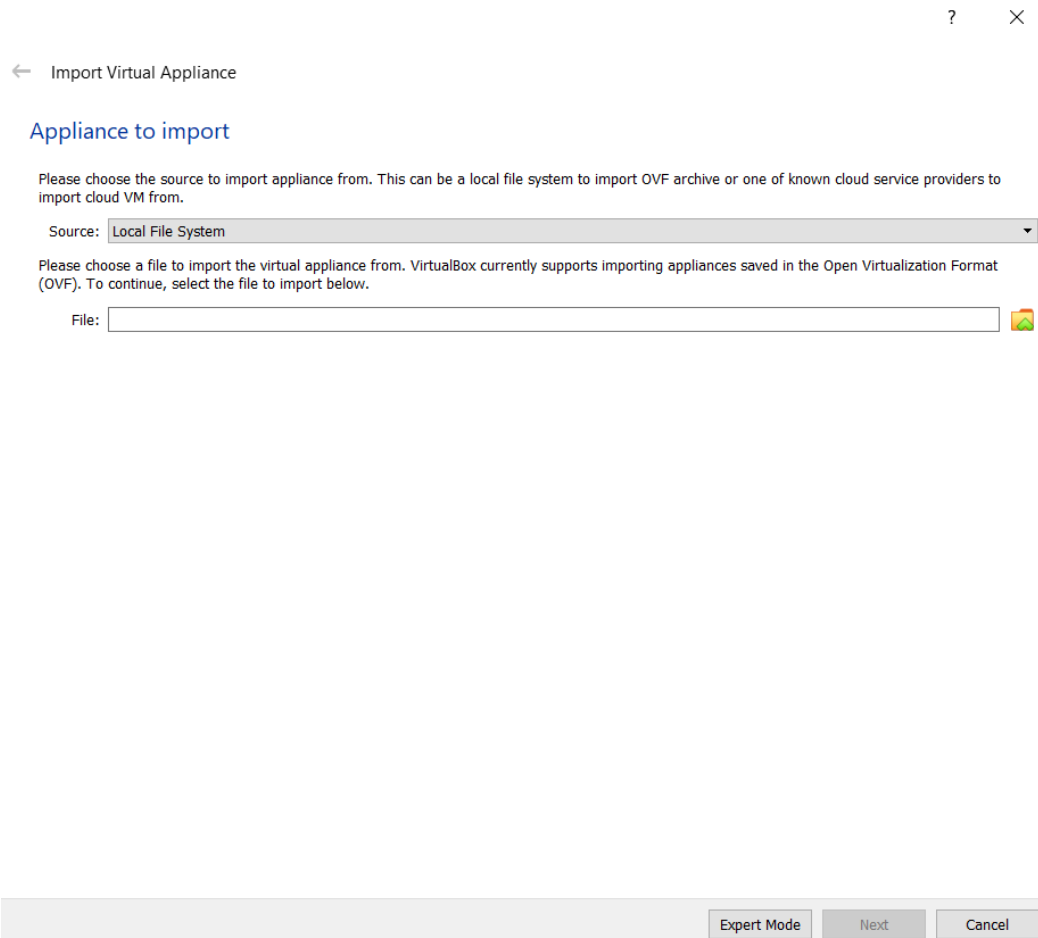 ?
Import Virtual Appliance
Appliance to import
Please choose the source to import appliance from. This can be a local file system to import OVF archive or one of known cloud service providers to
import cloud VM from.
Source: Local File System
Please choose a file to import the virtual appliance from. VirtualBox currently supports importing appliances saved in the Open Virtualization Format
(OVF). To continue, select the file to import below.
File:
Expert Mode Next Cancel